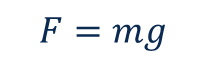 F = mg